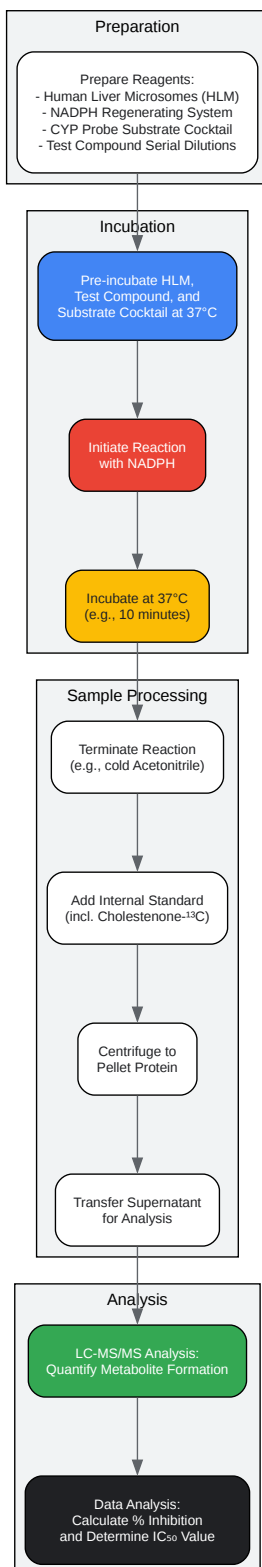 Preparation
Prepare Reagents:
- Human Liver Microsomes (HLM)
- NADPH Regenerating System
- CYP Probe Substrate Cocktail
- Test Compound Serial Dilutions
Incubation
Pre-incubate HLM,
Test Compound, and
Substrate Cocktail at 37°C
Initiate Reaction
with NADPH
Incubate at 37°C
(e.g., 10 minutes)
Sample Processing
Terminate Reaction
(e.g., cold Acetonitrile)
Add Internal Standard
(incl. Cholestenone-¹³C)
Centrifuge to
Pellet Protein
Transfer Supernatant
for Analysis
Analysis
LC-MS/MS Analysis:
Quantify Metabolite Formation
Data Analysis:
Calculate % Inhibition
and Determine IC₅₀ Value